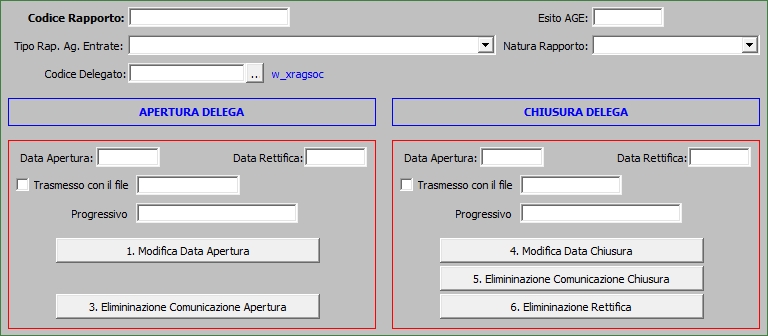 Codice Rapporto: Esito AGE:
Tipo Rap. Ag. Entrate: Natura Rapporto:
Codice Delegato: .. w_xragsoc
APERTURA DELEGA CHIUSURA DELEGA
Data Apertura: Data Rettifica: Data Apertura: Data Rettifica:
Trasmesso con il file Trasmesso con il file
Progressivo Progressivo
1. Modifica Data Apertura 4. Modifica Data Chiusura
5. Elimininazione Comunicazione Chiusura
3. Elimininazione Comunicazione Apertura 6. Elimininazione Rettifica